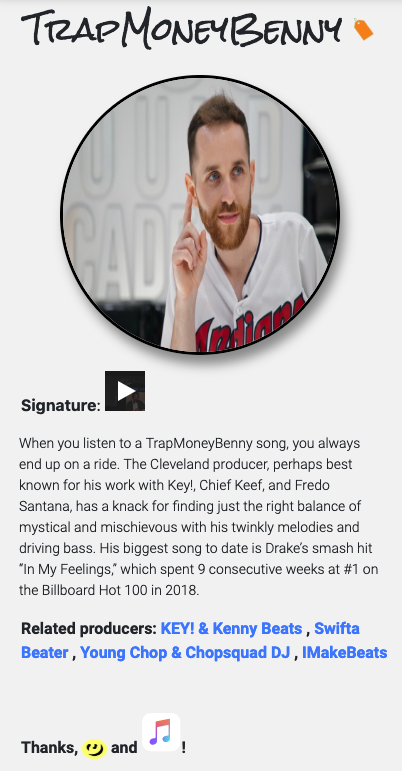 TrapMoneyBenny
Indians
Signature:
When you listen to a TrapMoneyBenny song, you always
end up on a ride. The Cleveland producer, perhaps best
known for his work with Key!, Chief Keef, and Fredo
Santana, has a knack for finding just the right balance of
mystical and mischievous with his twinkly melodies and
driving bass. His biggest song to date is Drake’s smash hit
“In My Feelings,” which spent 9 consecutive weeks at #1 on
the Billboard Hot 100 in 2018.
Related producers: KEY! & Kenny Beats , Swifta
Beater , Young Chop & Chopsquad DJ , IMakeBeats
Thanks, and !